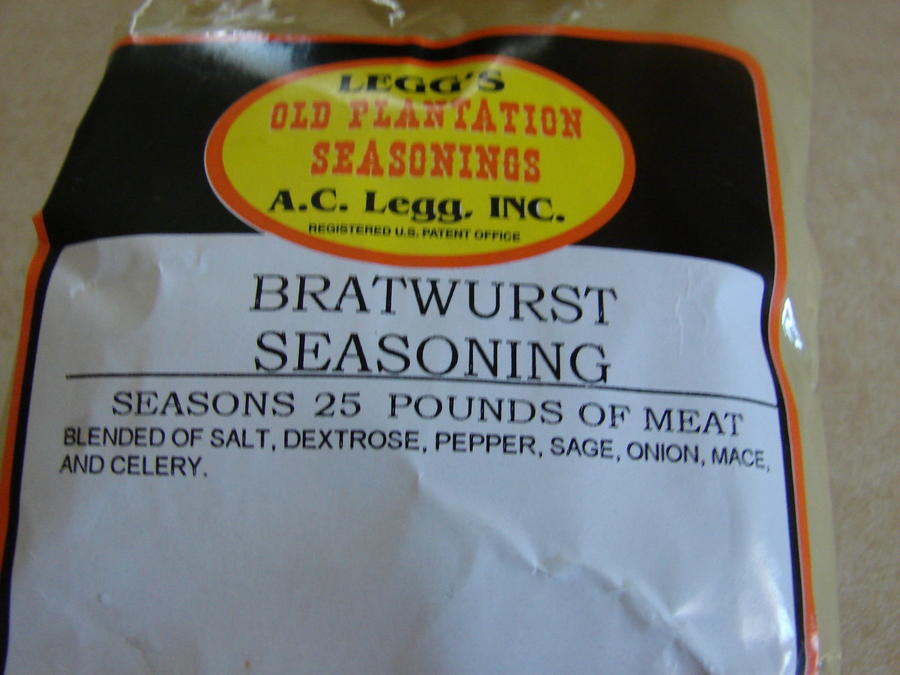 LEGG'S
OLD PLANTATION
SEASONINGS
A.C. Legg, INC.
REGISTERED U.S. PATENT OFFICE
BRATWURST
SEASONING
SEASONS 25 POUNDS OF MEAT
BLENDED OF SALT, DEXTROSE, PEPPER, SAGE, ONION, MACE,
AND CELERY.